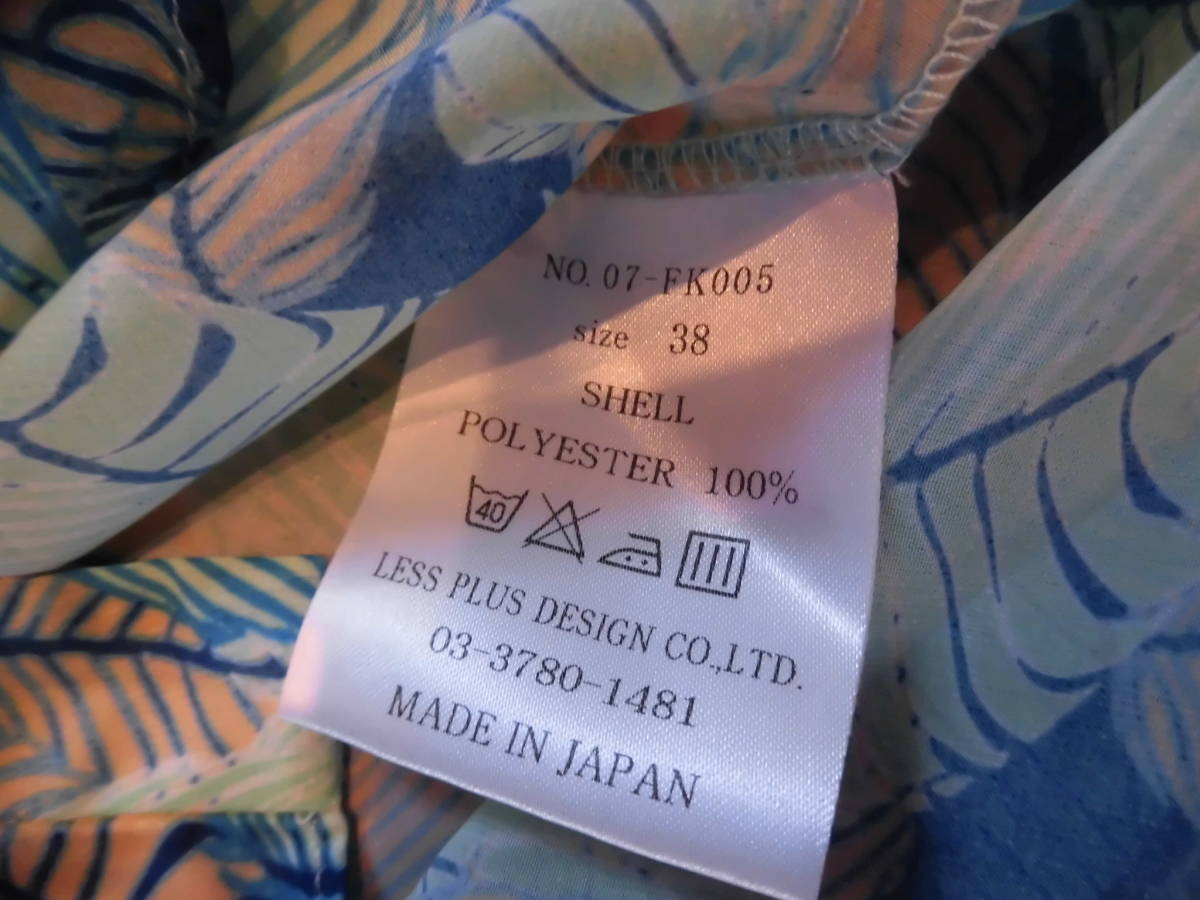 NO. 07-FK005
size 38
SHELL
POLYESTER 100%
40
LESS PLUS DESIGN CO.,LTD.
03-3780-1481
MADE IN JAPAN